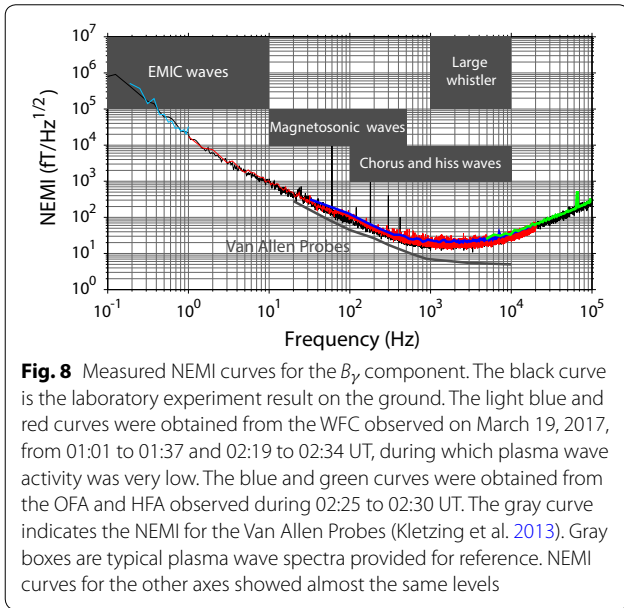 10^7
10^6
10^5
10^4
10^3
10^2
10^1
10^0
NEMI (fT/Hz^1/2)
EMIC waves
Large
whistler
Magnetosonic waves
Chorus and hiss waves
Van Allen Probes
10^-1 10^0 10^1 10^2 10^3 10^4 10^5
Frequency (Hz)
Fig. 8 Measured NEMI curves for the Bγ component. The black curve
is the laboratory experiment result on the ground. The light blue and
red curves were obtained from the WFC observed on March 19, 2017,
from 01:01 to 01:37 and 02:19 to 02:34 UT, during which plasma wave
activity was very low. The blue and green curves were obtained from
the OFA and HFA observed during 02:25 to 02:30 UT. The gray curve
indicates the NEMI for the Van Allen Probes (Kletzing et al. 2013). Gray
boxes are typical plasma wave spectra provided for reference. NEMI
curves for the other axes showed almost the same levels